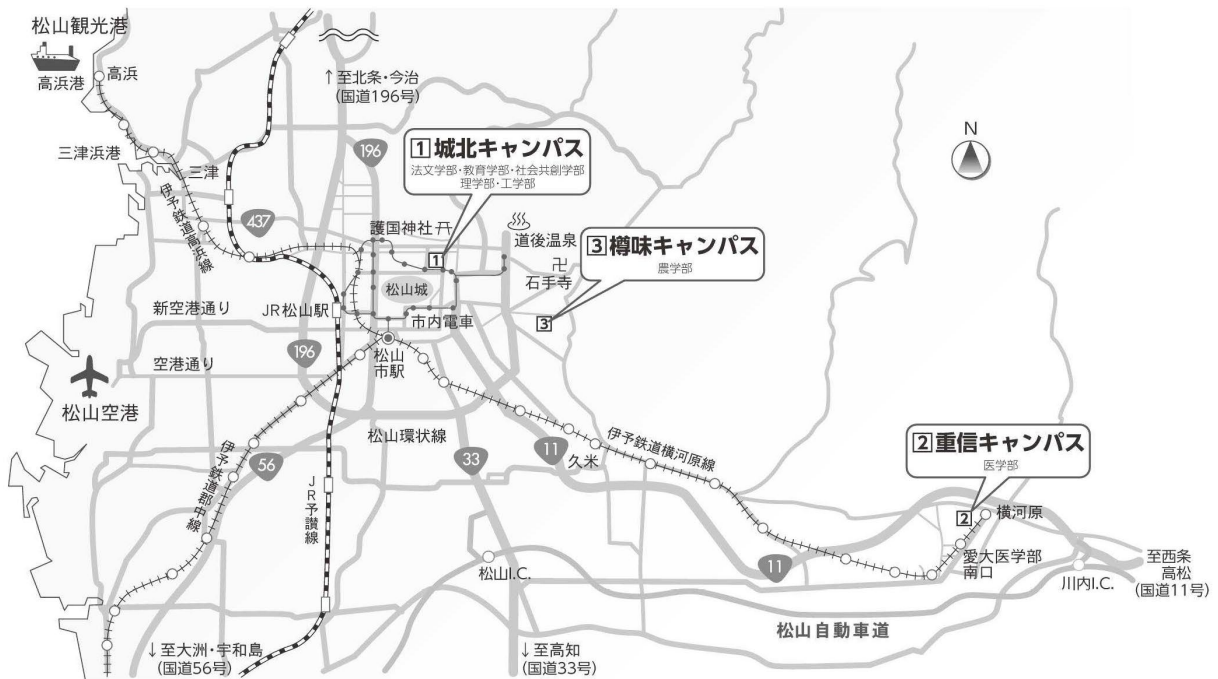 松山観光港
高浜港
高浜
↑至北条・今治
(国道196号)
N
三津浜港
三津
196
1 城北キャンパス
法文学部・教育学部・社会共創学部
理学部・工学部
伊予鉄道高浜線
437
護国神社
1
道後温泉
石手寺
3 樽味キャンパス
農学部
松山城
新空港通り
JR松山駅
市内電車
3
空港通り
196
松山
市駅
松山空港
松山環状線
伊予鉄道郡中線
56
33
11
久米
伊予鉄道横河原線
2 重信キャンパス
医学部
JR予讃線
2
横河原
松山I.C.
11
愛大医学部
南口
川内I.C.
至西条
高松
(国道11号)
松山自動車道
↓至大洲・宇和島
(国道56号)
↓至高知
(国道33号)